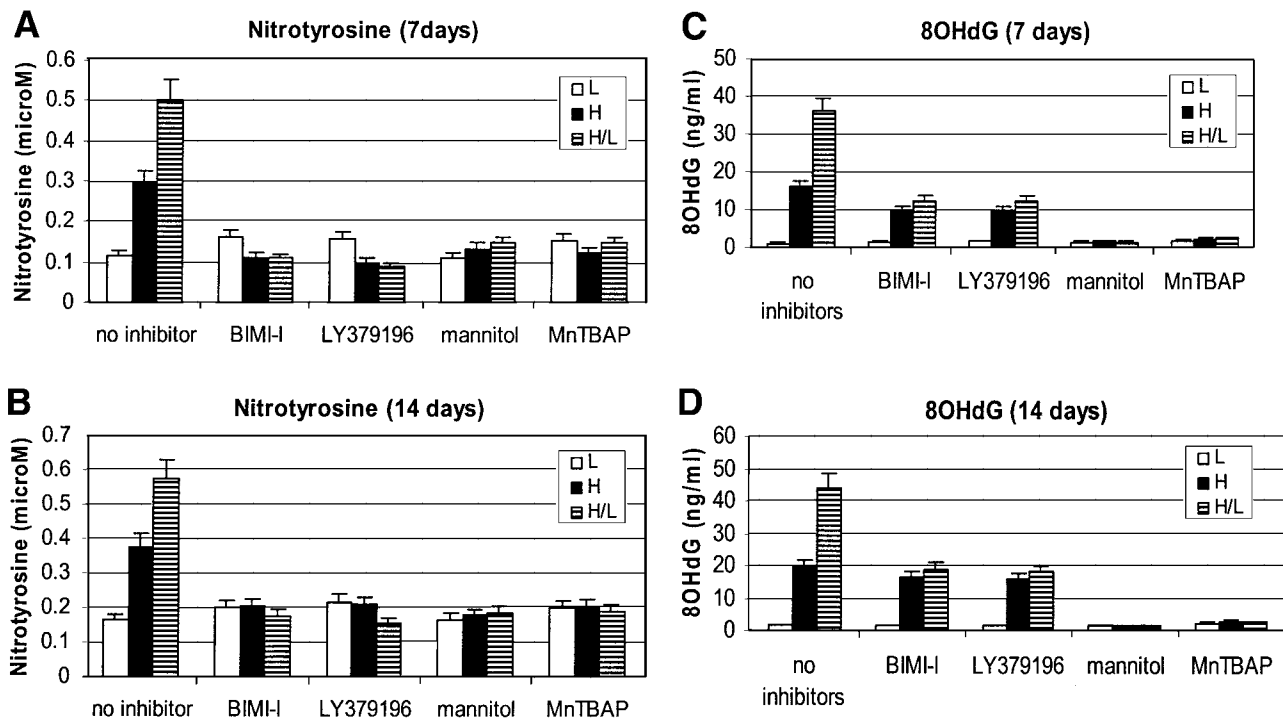 A
Nitrotyrosine (7days)
Nitrotyrosine (microM)
0.6
0.5
0.4
0.3
0.2
0.1
0
L
H
H/L
no inhibitor BIMI-I LY379196 mannitol MnTBAP
B
Nitrotyrosine (14 days)
Nitrotyrosine (microM)
0.7
0.6
0.5
0.4
0.3
0.2
0.1
0
L
H
H/L
no inhibitor BIMI-I LY379196 mannitol MnTBAP
C
8OHdG (7 days)
8OHdG (ng/ml)
50
40
30
20
10
0
L
H
H/L
no BIMI-I LY379196 mannitol MnTBAP
inhibitors
D
8OHdG (14 days)
8OHdG (ng/ml)
60
50
40
30
20
10
0
L
H
H/L
no BIMI-I LY379196 mannitol MnTBAP
inhibitors